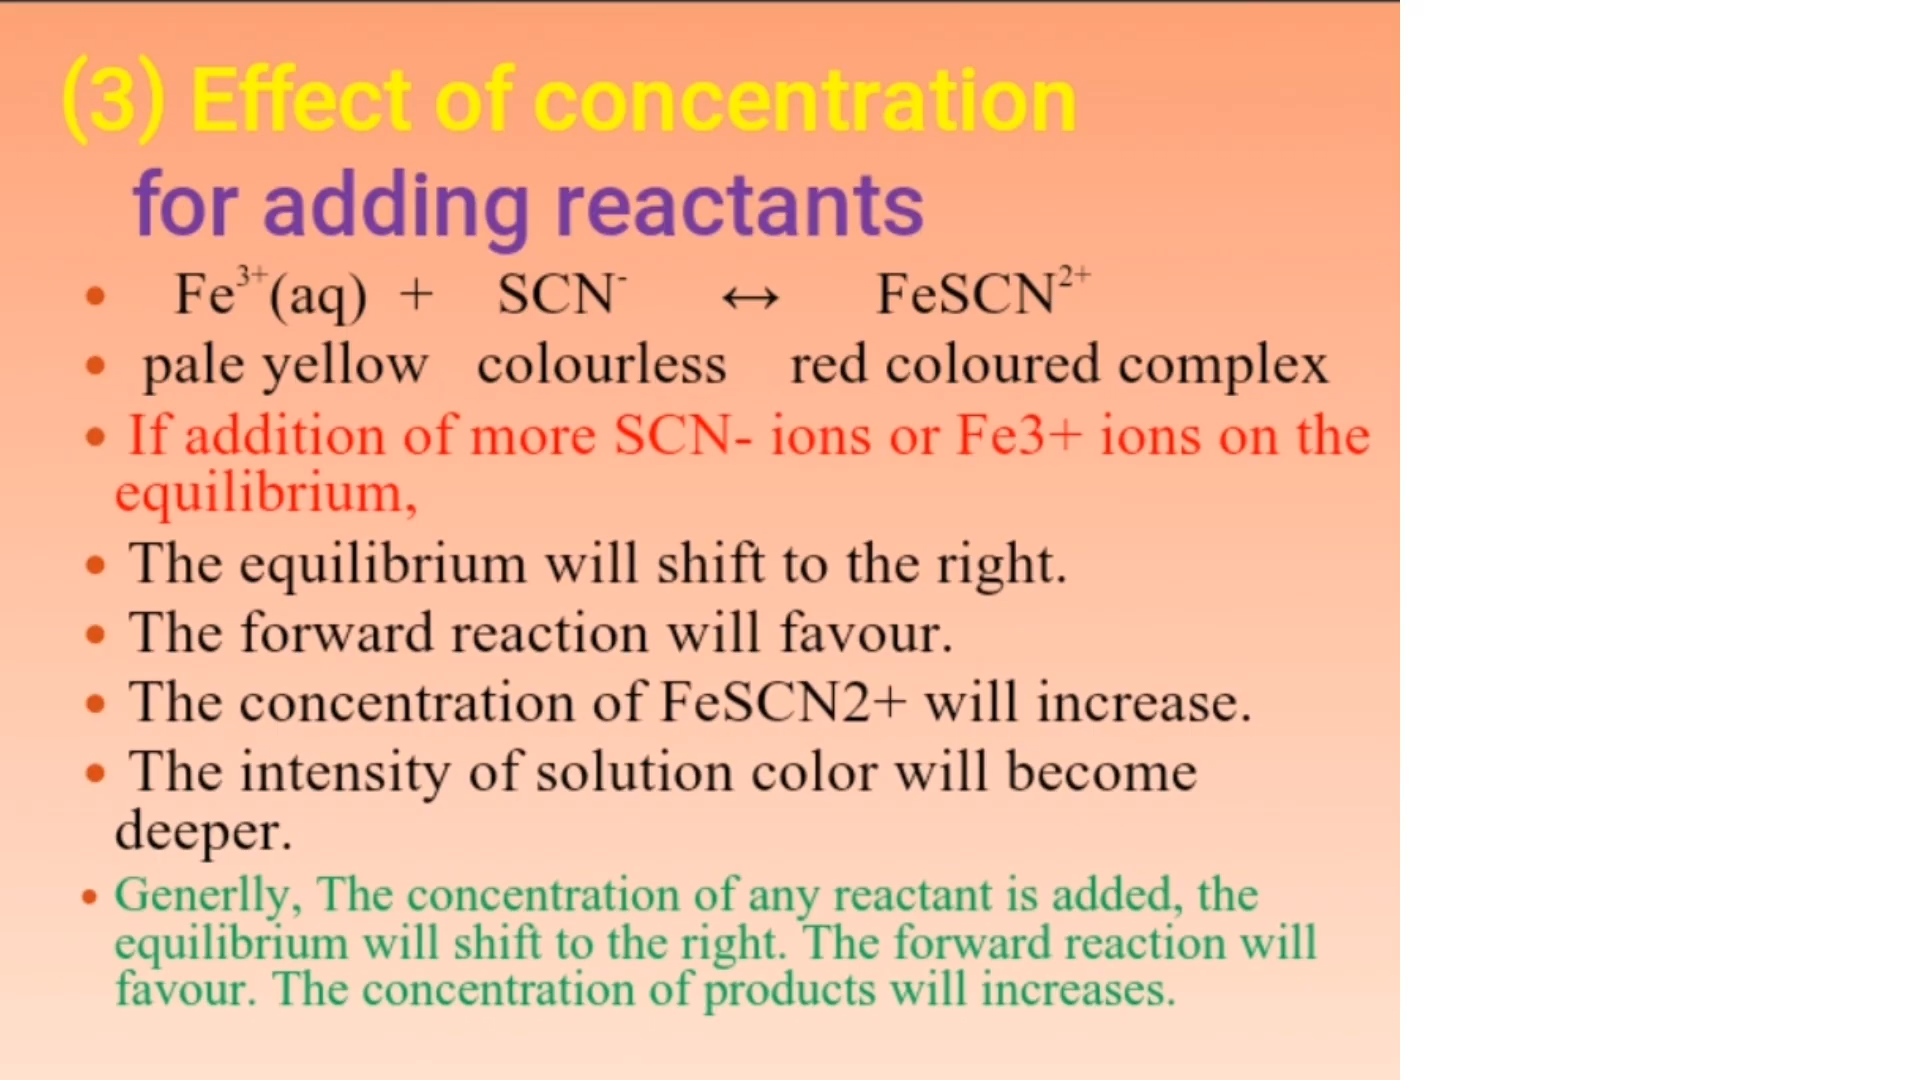 (3) Effect of concentration
for adding reactants
• Fe³⁺(aq) + SCN⁻ ↔ FeSCN²⁺
• pale yellow colourless red coloured complex
• If addition of more SCN- ions or Fe3+ ions on the
equilibrium,
• The equilibrium will shift to the right.
• The forward reaction will favour.
• The concentration of FeSCN2+ will increase.
• The intensity of solution color will become
deeper.
• Generlly, The concentration of any reactant is added, the
equilibrium will shift to the right. The forward reaction will
favour. The concentration of products will increases.